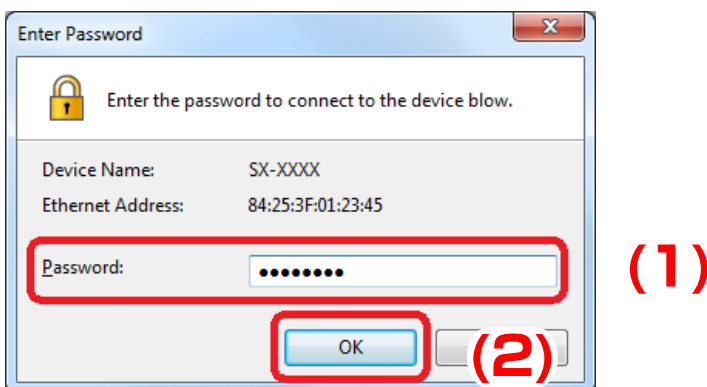 Enter Password
Enter the password to connect to the device blow.
Device Name: SX-XXXX
Ethernet Address: 84:25:3F:01:23:45
Password: ●●●●●●●●
(1)
OK
(2)